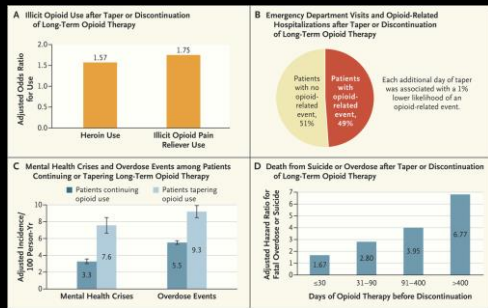 A Illicit Opioid Use after Taper or Discontinuation
of Long-Term Opioid Therapy
Adjusted Odds Ratio
for Use
2.0
1.5
1.0
0.5
0.0
1.57
1.75
Heroin Use
Illicit Opioid Pain
Reliever Use
B Emergency Department Visits and Opioid-Related
Hospitalizations after Taper or Discontinuation
of Long-Term Opioid Therapy
Patients
with no
opioid-
related
event,
51%
Patients
with
opioid-
related
event,
49%
Each additional day of taper
was associated with a 1%
lower likelihood of an
opioid-related event.
C Mental Health Crises and Overdose Events among Patients
Continuing or Tapering Long-Term Opioid Therapy
Patients continuing
opioid use
Patients tapering
opioid use
Adjusted Incidence/
100 Person-Yr
10
8
6
4
2
0
3.3
7.6
5.5
9.3
Mental Health Crises
Overdose Events
D Death from Suicide or Overdose after Taper or Discontinuation
of Long-Term Opioid Therapy
Adjusted Hazard Ratio for
Fatal Overdose or Suicide
7
6
5
4
3
2
1
0
1.67
2.80
3.95
6.77
≤30
31–90
91–400
>400
Days of Opioid Therapy before Discontinuation